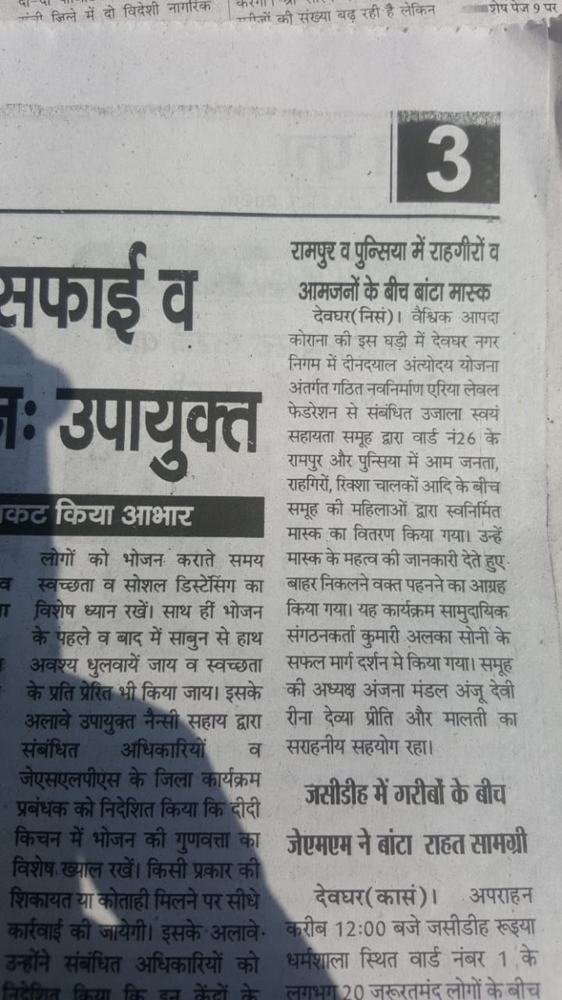 दो-दो
रांची जिले में दो विदेशी नागरिक
मरीजों की संख्या बढ़ रही है लेकिन
शेष पेज 9 पर
3
सफाई व
उपायुक्त
किया आभार
लोगों को भोजन कराते समय
स्वच्छता व सोशल डिस्टेंसिंग का
विशेष ध्यान रखें। साथ हीं भोजन
के पहले व बाद में साबुन से हाथ
अवश्य धुलवायें जाय व स्वच्छता
के प्रति प्रेरित भी किया जाय। इसके
अलावे उपायुक्त नैन्सी सहाय द्वारा
संबंधित अधिकारियों व
जेएसएलपीएस के जिला कार्यक्रम
प्रबंधक को निदेशित किया कि दीदी
किचन में भोजन की गुणवत्ता का
विशेष ख्याल रखें। किसी प्रकार की
शिकायत या कोताही मिलने पर सीधे
कार्रवाई की जायेगी। इसके अलावे
उन्होंने संबंधित अधिकारियों को
निदेशित किया कि इन केंद्रों के
रामपुर व पुन्सिया में राहगीरों व
आमजनों के बीच बांटा मास्क
देवघर(निसं)। वैश्विक आपदा
कोराना की इस घड़ी में देवघर नगर
निगम में दीनदयाल अंत्योदय योजना
अंतर्गत गठित नवनिर्माण एरिया लेवल
फेडरेशन से संबंधित उजाला स्वयं
सहायता समूह द्वारा वार्ड नं26 के
रामपुर और पुन्सिया में आम जनता,
राहगिरों, रिक्शा चालकों आदि के बीच
समूह की महिलाओं द्वारा स्वनिर्मित
मास्क का वितरण किया गया। उन्हें
मास्क के महत्व की जानकारी देते हुए
बाहर निकलने वक्त पहनने का आग्रह
किया गया। यह कार्यक्रम सामुदायिक
संगठनकर्ता कुमारी अलका सोनी के
सफल मार्ग दर्शन मे किया गया। समूह
की अध्यक्ष अंजना मंडल अंजू देवी
रीना देव्या प्रीति और मालती का
सराहनीय सहयोग रहा।
जसीडीह में गरीबों के बीच
जेएमएम ने बांटा राहत सामग्री
देवघर(कासं)। अपराहन
करीब 12:00 बजे जसीडीह रूइया
धर्मशाला स्थित वार्ड नंबर 1 के
लगभग 20 जरूरतमंद लोगों के बीच